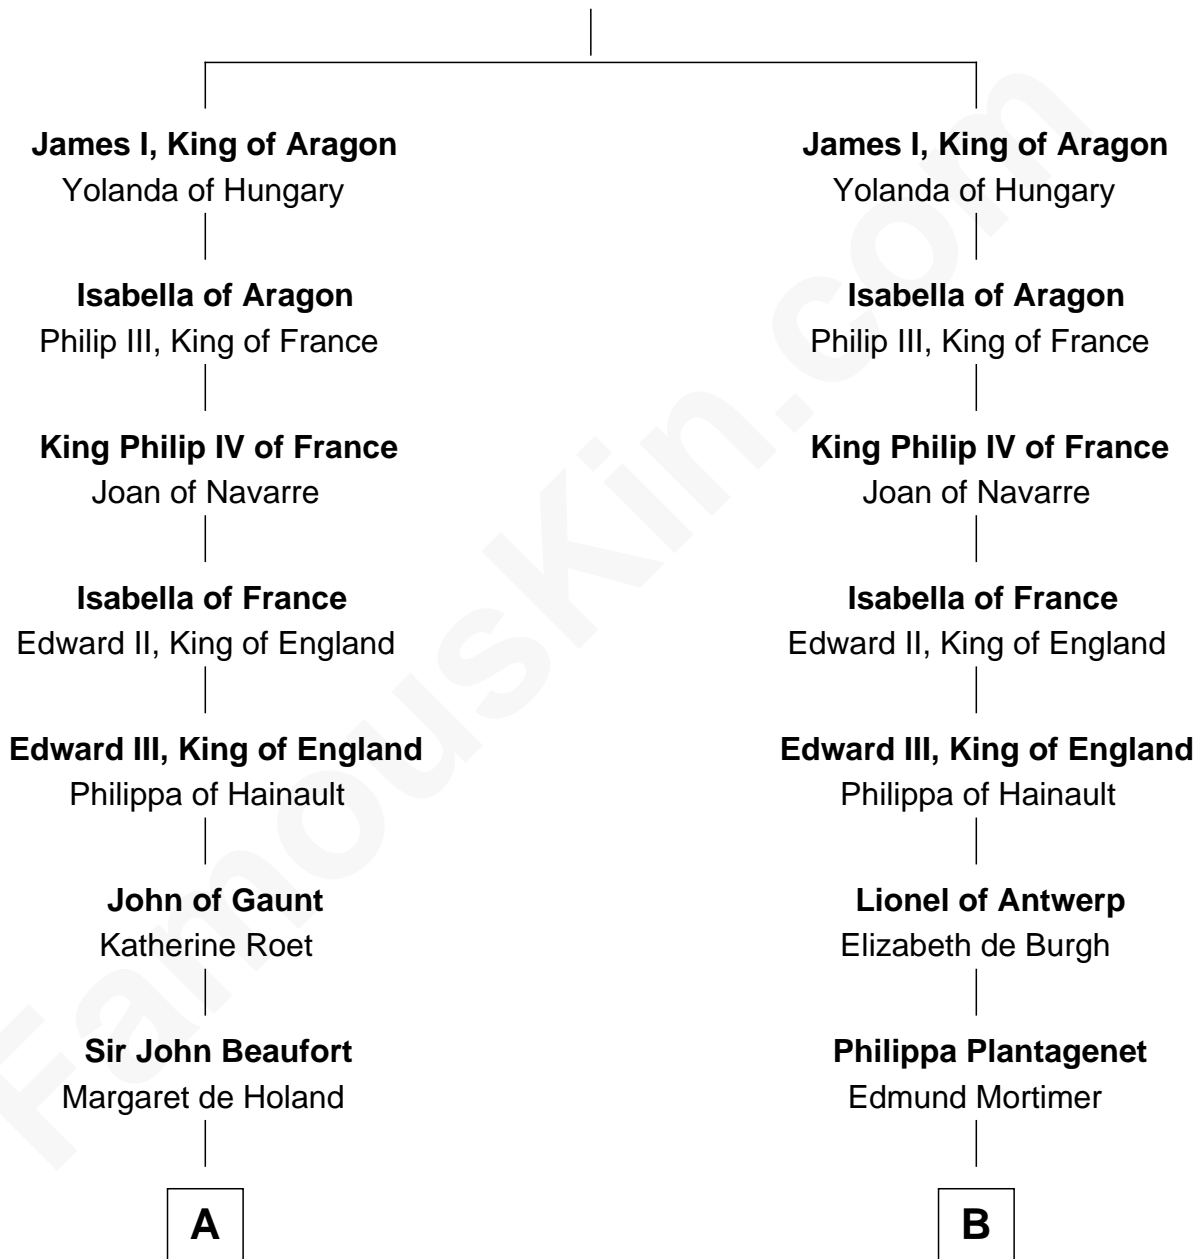 James I, King of Aragon
Yolanda of Hungary
Isabella of Aragon
Philip III, King of France
King Philip IV of France
Joan of Navarre
Isabella of France
Edward II, King of England
Edward III, King of England
Philippa of Hainault
John of Gaunt
Katherine Roet
Sir John Beaufort
Margaret de Holand
A
James I, King of Aragon
Yolanda of Hungary
Isabella of Aragon
Philip III, King of France
King Philip IV of France
Joan of Navarre
Isabella of France
Edward II, King of England
Edward III, King of England
Philippa of Hainault
Lionel of Antwerp
Elizabeth de Burgh
Philippa Plantagenet
Edmund Mortimer
B
FamousKin.com